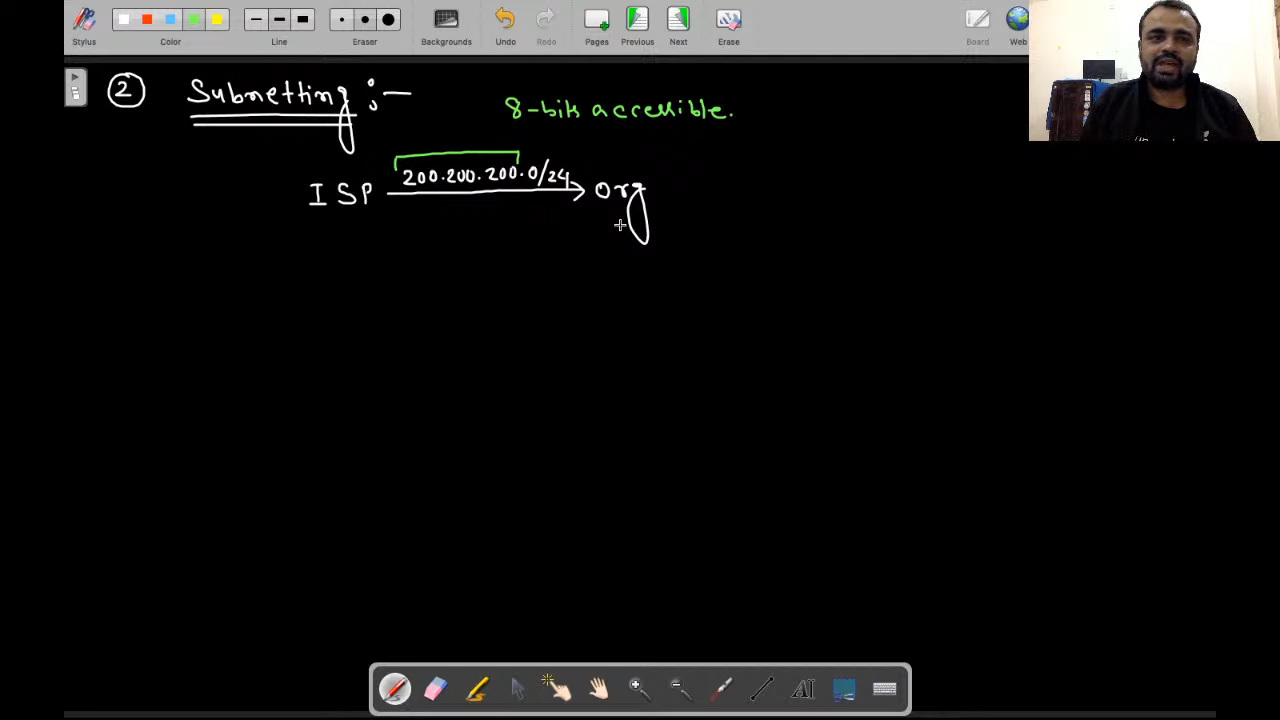 Stylus
Color
Line
Eraser
Backgrounds
Undo
Redo
Pages
Previous
Next
Erase
Board
Web
② Subnetting :-
8-bits accessible.
ISP 200.200.200.0/24 org
AI